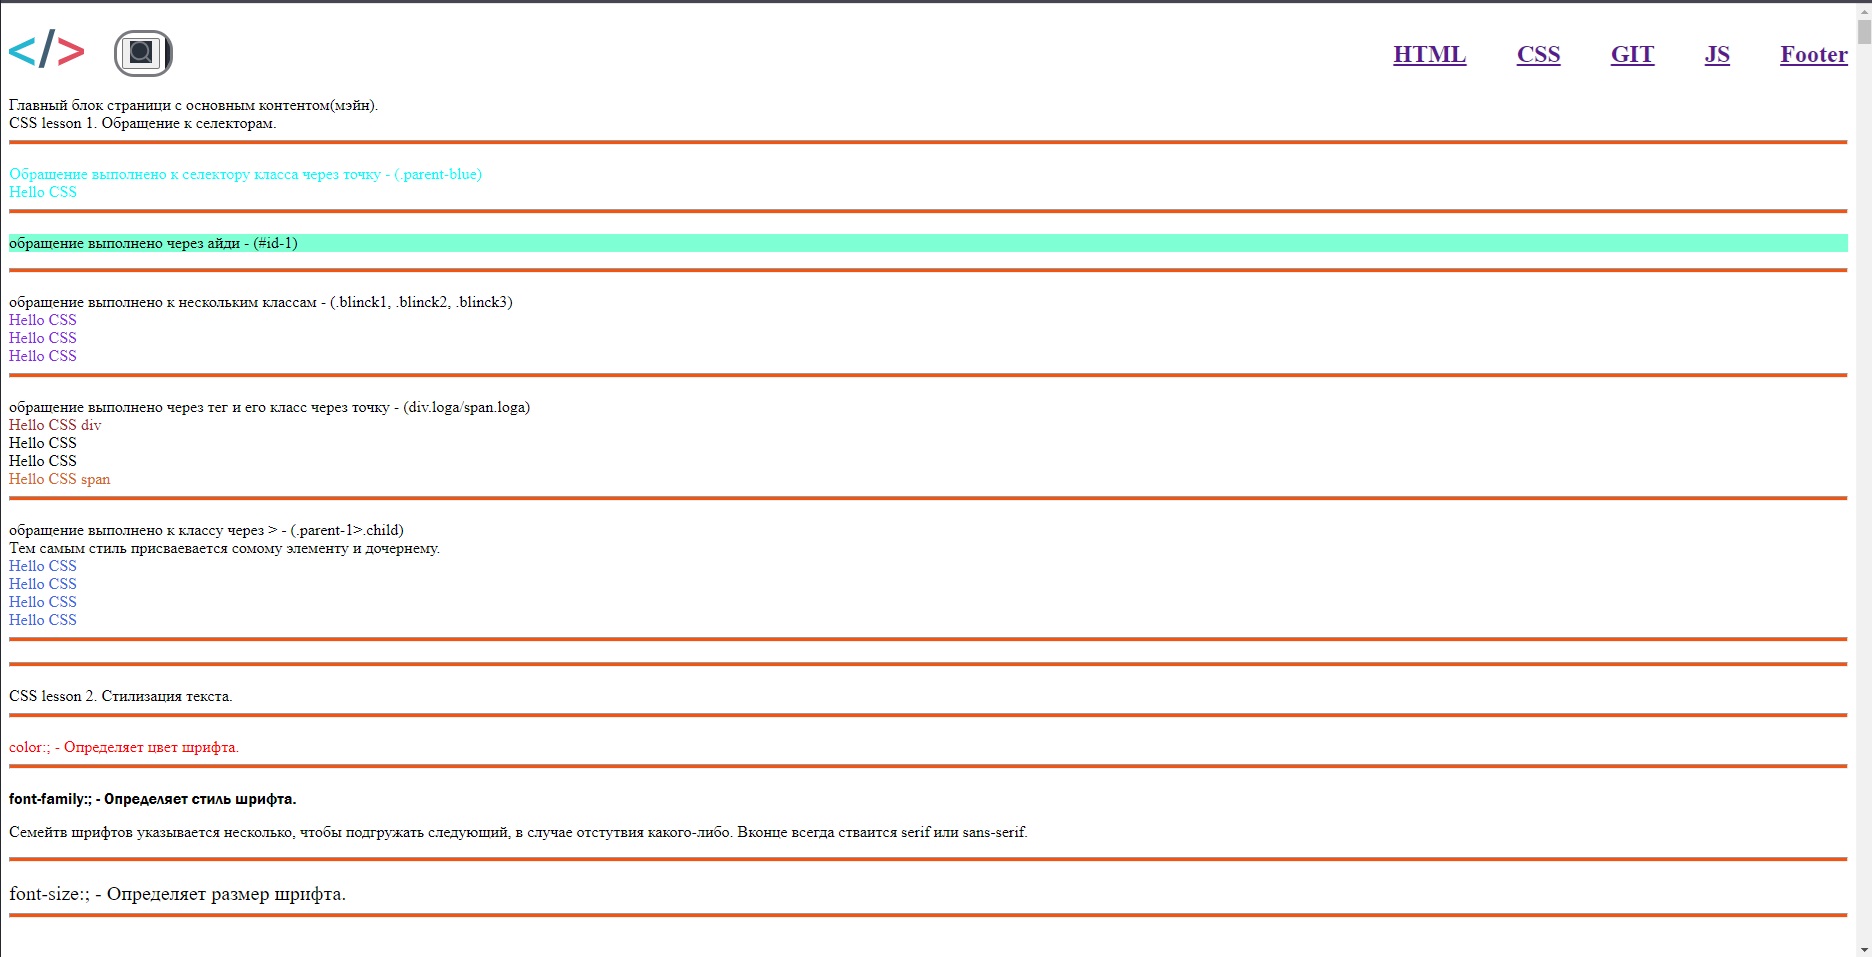 </>
HTML CSS GIT JS Footer
Главный блок страници с основным контентом(мэйн).
CSS lesson 1. Обращение к селекторам.
Обращение выполнено к селектору класса через точку - (.parent-blue)
Hello CSS
обращение выполнено через айди - (#id-1)
обращение выполнено к нескольким классам - (.blinck1, .blinck2, .blinck3)
Hello CSS
Hello CSS
Hello CSS
обращение выполнено через тег и его класс через точку - (div.loga/span.loga)
Hello CSS div
Hello CSS
Hello CSS
Hello CSS span
обращение выполнено к классу через > - (.parent-1>.child)
Тем самым стиль присваевается сомому элементу и дочернему.
Hello CSS
Hello CSS
Hello CSS
Hello CSS
CSS lesson 2. Стилизация текста.
color:; - Определяет цвет шрифта.
font-family:; - Определяет стиль шрифта.
Семейтв шрифтов указывается несколько, чтобы подгружать следующий, в случае отстутвия какого-либо. Вконце всегда стваится serif или sans-serif.
font-size:; - Определяет размер шрифта.